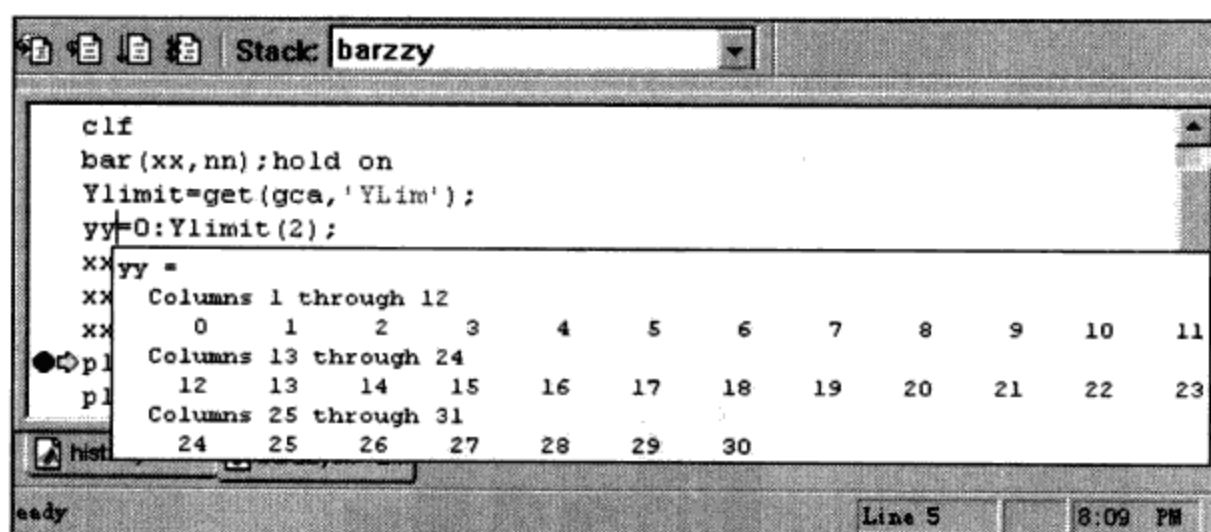 Stack: barzzy
clf
bar(xx,nn);hold on
Ylimit=get(gca,'YLim');
yy=0:Ylimit(2);
xx
xx
xx
pl
pl
yy =
Columns 1 through 12
0 1 2 3 4 5 6 7 8 9 10 11
Columns 13 through 24
12 13 14 15 16 17 18 19 20 21 22 23
Columns 25 through 31
24 25 26 27 28 29 30
hist
eady Line 5 8:09 PM